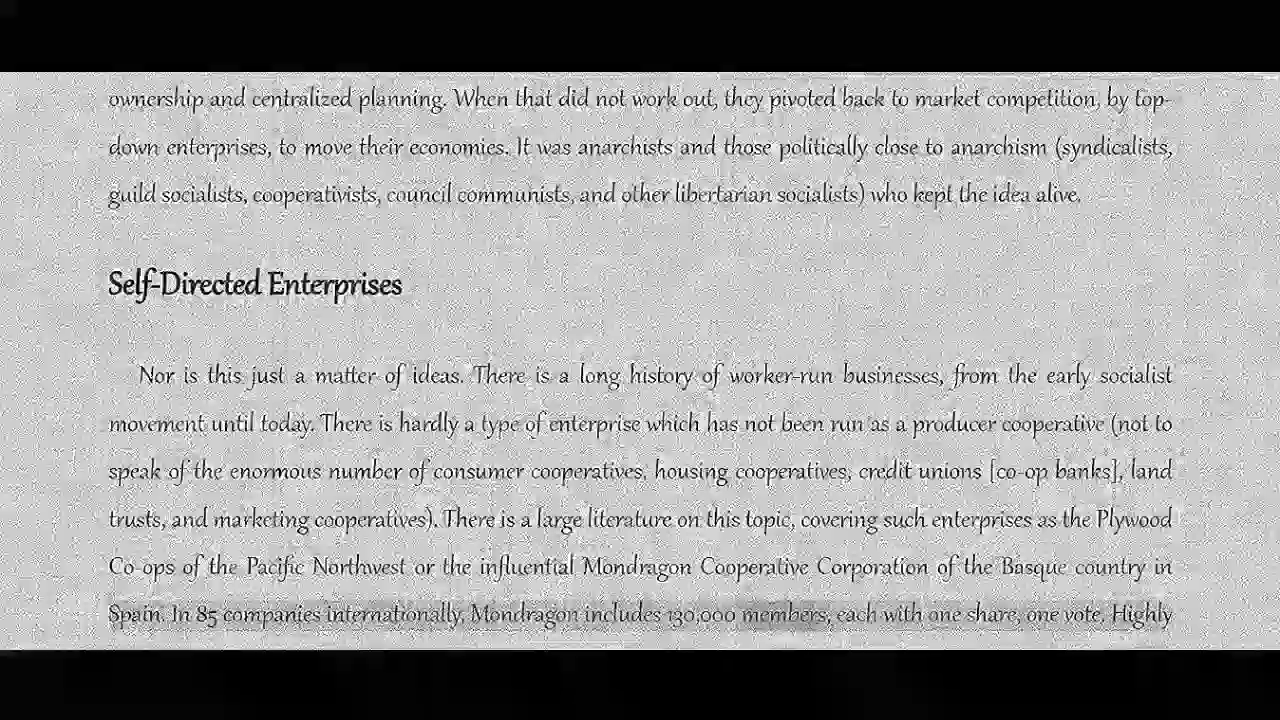 ownership and centralized planning. When that did not work out, they pivoted back to market competition, by top-
down enterprises, to move their economies. It was anarchists and those politically close to anarchism (syndicalists,
guild socialists, cooperativists, council communists, and other libertarian socialists) who kept the idea alive.
Self-Directed Enterprises
Nor is this just a matter of ideas. There is a long history of worker-run businesses, from the early socialist
movement until today. There is hardly a type of enterprise which has not been run as a producer cooperative (not to
speak of the enormous number of consumer cooperatives, housing cooperatives, credit unions [co-op banks], land
trusts, and marketing cooperatives). There is a large literature on this topic, covering such enterprises as the Plywood
Co-ops of the Pacific Northwest or the influential Mondragon Cooperative Corporation of the Basque country in
Spain. In 85 companies internationally, Mondragon includes 130,000 members, each with one share, one vote. Highly